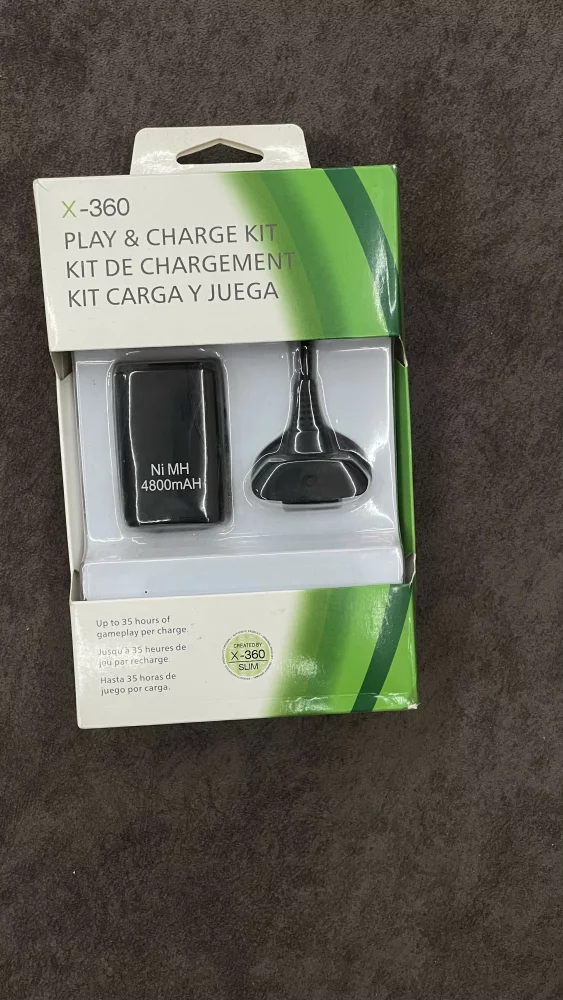 X-360
PLAY & CHARGE KIT
KIT DE CHARGEMENT
KIT CARGA Y JUEGA
Ni MH
4800mAH
Up to 35 hours of
gameplay per charge.
Jusqu'à 35 heures de
jou par recharge.
Hasta 35 horas de
juego por carga.
CREATED BY
X-360
SLIM